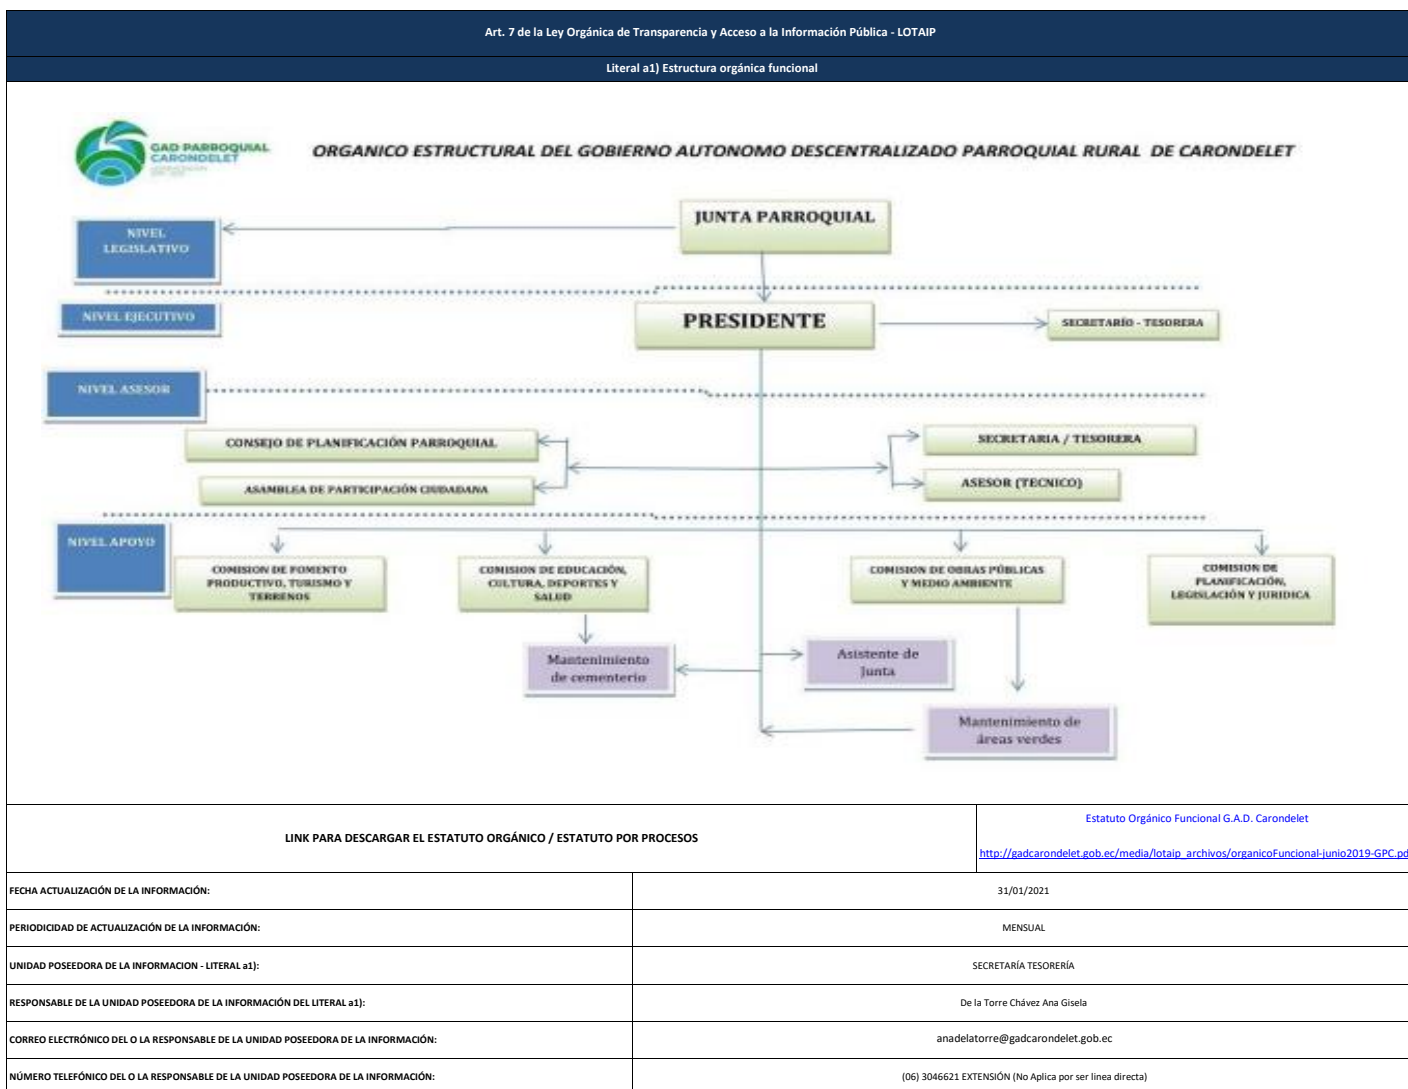 Art. 7 de la Ley Orgánica de Transparencia y Acceso a la Información Pública - LOTAIP
Literal a1) Estructura orgánica funcional
GAD PARROQUIAL
CARONDELET
ORGANICO ESTRUCTURAL DEL GOBIERNO AUTONOMO DESCENTRALIZADO PARROQUIAL RURAL DE CARONDELET
JUNTA PARROQUIAL
NIVEL
LEGISLATIVO
NIVEL EJECUTIVO
PRESIDENTE
SECRETARÍO - TESORERA
NIVEL ASESOR
CONSEJO DE PLANIFICACIÓN PARROQUIAL
SECRETARIA / TESORERA
ASAMBLEA DE PARTICIPACIÓN CIUDADANA
ASESOR (TECNICO)
NIVEL APOYO
COMISION DE FOMENTO
PRODUCTIVO, TURISMO Y
TERRENOS
COMISION DE EDUCACIÓN,
CULTURA, DEPORTES Y
SALUD
COMISION DE OBRAS PÚBLICAS
Y MEDIO AMBIENTE
COMISION DE
PLANIFICACIÓN,
LEGISLACIÓN Y JURIDICA
Mantenimiento
de cementerio
Asistente de
Junta
Mantenimiento de
áreas verdes
LINK PARA DESCARGAR EL ESTATUTO ORGÁNICO / ESTATUTO POR PROCESOS
Estatuto Orgánico Funcional G.A.D. Carondelet
http://gadcarondelet.gob.ec/media/lotaip_archivos/organicoFuncional-junio2019-GPC.pd
FECHA ACTUALIZACIÓN DE LA INFORMACIÓN:
31/01/2021
PERIODICIDAD DE ACTUALIZACIÓN DE LA INFORMACIÓN:
MENSUAL
UNIDAD POSEEDORA DE LA INFORMACION - LITERAL a1):
SECRETARÍA TESORERÍA
RESPONSABLE DE LA UNIDAD POSEEDORA DE LA INFORMACIÓN DEL LITERAL a1):
De la Torre Chávez Ana Gisela
CORREO ELECTRÓNICO DEL O LA RESPONSABLE DE LA UNIDAD POSEEDORA DE LA INFORMACIÓN:
anadelatorre@gadcarondelet.gob.ec
NÚMERO TELEFÓNICO DEL O LA RESPONSABLE DE LA UNIDAD POSEEDORA DE LA INFORMACIÓN:
(06) 3046621 EXTENSIÓN (No Aplica por ser linea directa)